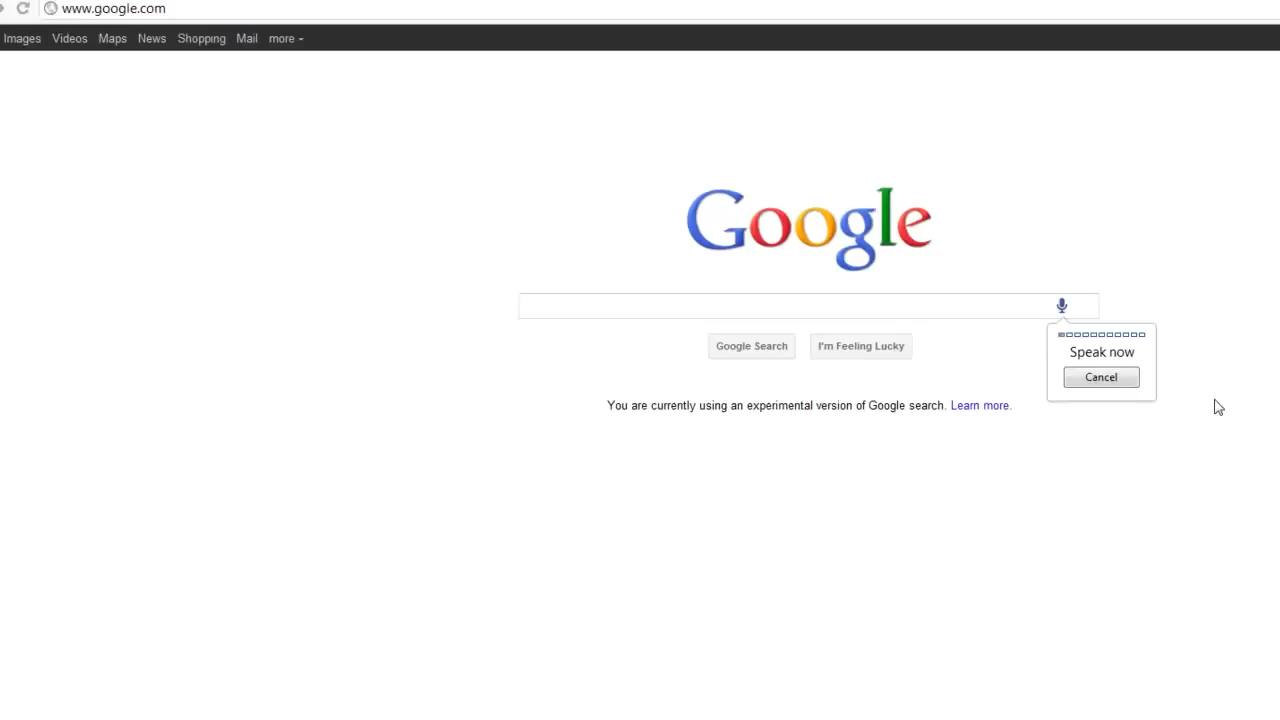 www.google.com
Images Videos Maps News Shopping Mail more
Google
Speak now
Google Search I'm Feeling Lucky
Cancel
You are currently using an experimental version of Google search. Learn more.